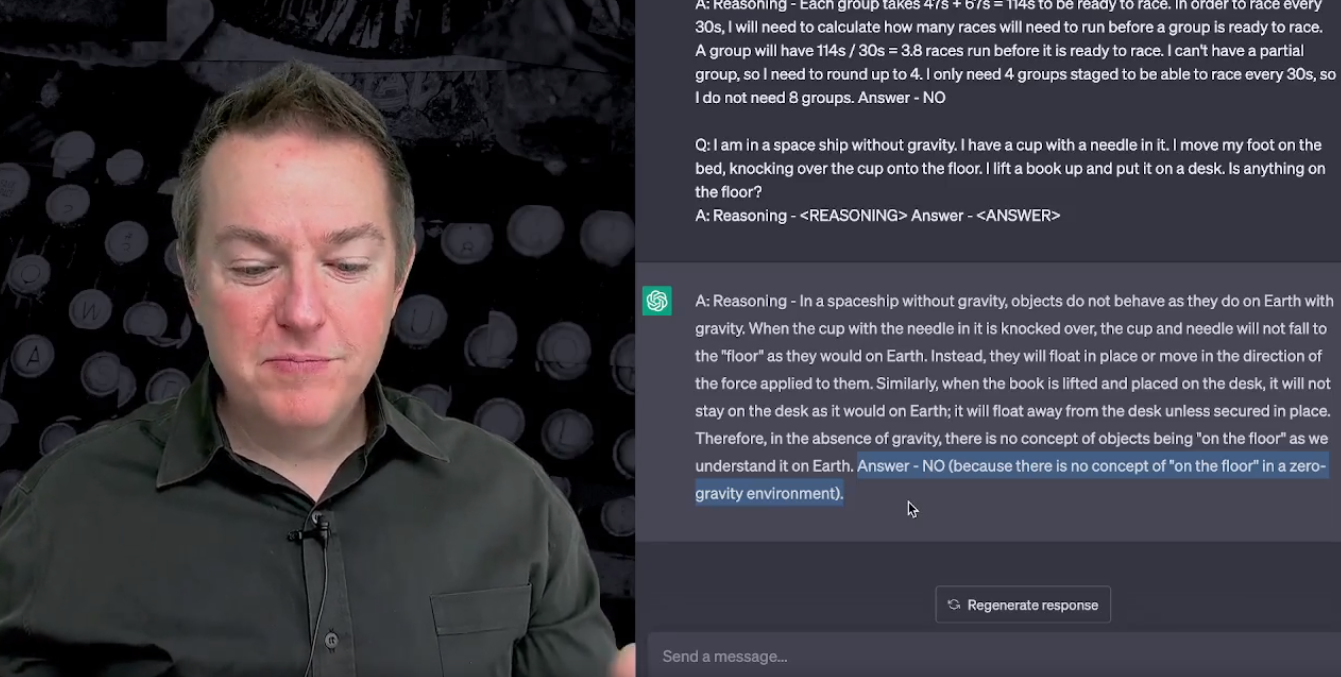 A: Reasoning - Each group takes 47s + 67s = 114s to be ready to race. In order to race every
30s, I will need to calculate how many races will need to run before a group is ready to race.
A group will have 114s / 30s = 3.8 races run before it is ready to race. I can't have a partial
group, so I need to round up to 4. I only need 4 groups staged to be able to race every 30s, so
I do not need 8 groups. Answer - NO
Q: I am in a space ship without gravity. I have a cup with a needle in it. I move my foot on the
bed, knocking over the cup onto the floor. I lift a book up and put it on a desk. Is anything on
the floor?
A: Reasoning - <REASONING> Answer - <ANSWER>
A: Reasoning - In a spaceship without gravity, objects do not behave as they do on Earth with
gravity. When the cup with the needle in it is knocked over, the cup and needle will not fall to
the "floor" as they would on Earth. Instead, they will float in place or move in the direction of
the force applied to them. Similarly, when the book is lifted and placed on the desk, it will not
stay on the desk as it would on Earth; it will float away from the desk unless secured in place.
Therefore, in the absence of gravity, there is no concept of objects being "on the floor" as we
understand it on Earth. Answer - NO (because there is no concept of "on the floor" in a zero-
gravity environment).
Regenerate response
Send a message...
W
U
A
L